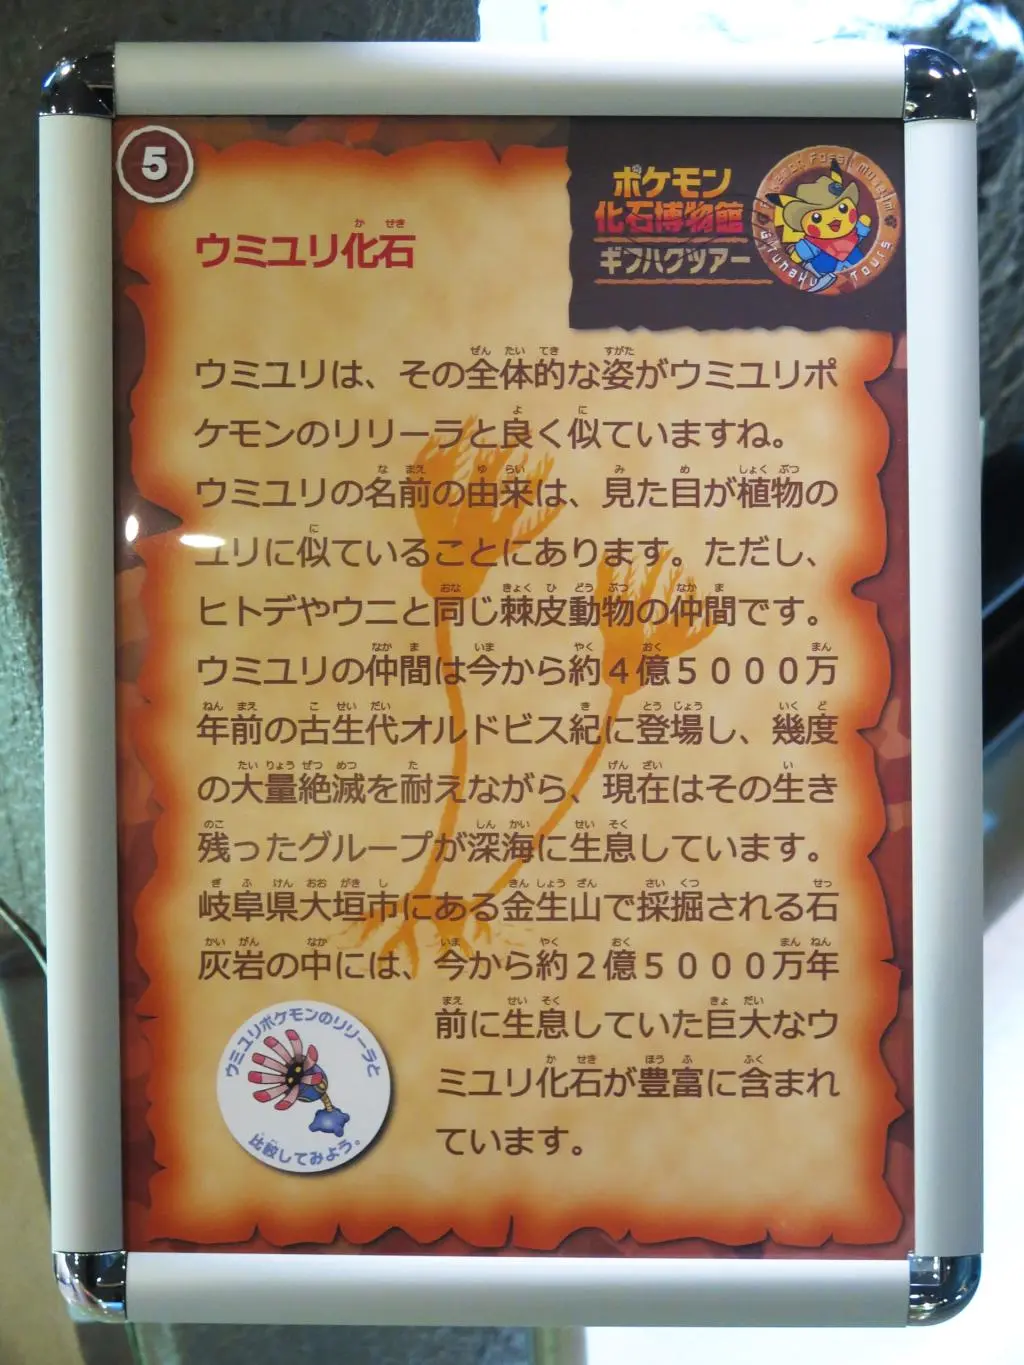 5
ポケモン
化石博物館
ギフハクツアー
Pokémon Fossil Museum
Gifuhaku Tours
ウミユリ化石
ウミユリは、その全体的な姿がウミユリポ
ケモンのリリーラと良く似ていますね。
ウミユリの名前の由来は、見た目が植物の
ユリに似ていることにあります。ただし、
ヒトデやウニと同じ棘皮動物の仲間です。
ウミユリの仲間は今から約４億５０００万
年前の古生代オルドビス紀に登場し、幾度
の大量絶滅を耐えながら、現在はその生き
残ったグループが深海に生息しています。
岐阜県大垣市にある金生山で採掘される石
灰岩の中には、今から約２億５０００万年
前に生息していた巨大なウ
ミユリ化石が豊富に含まれ
ています。
ウミユリポケモンのリリーラと
比較してみよう。